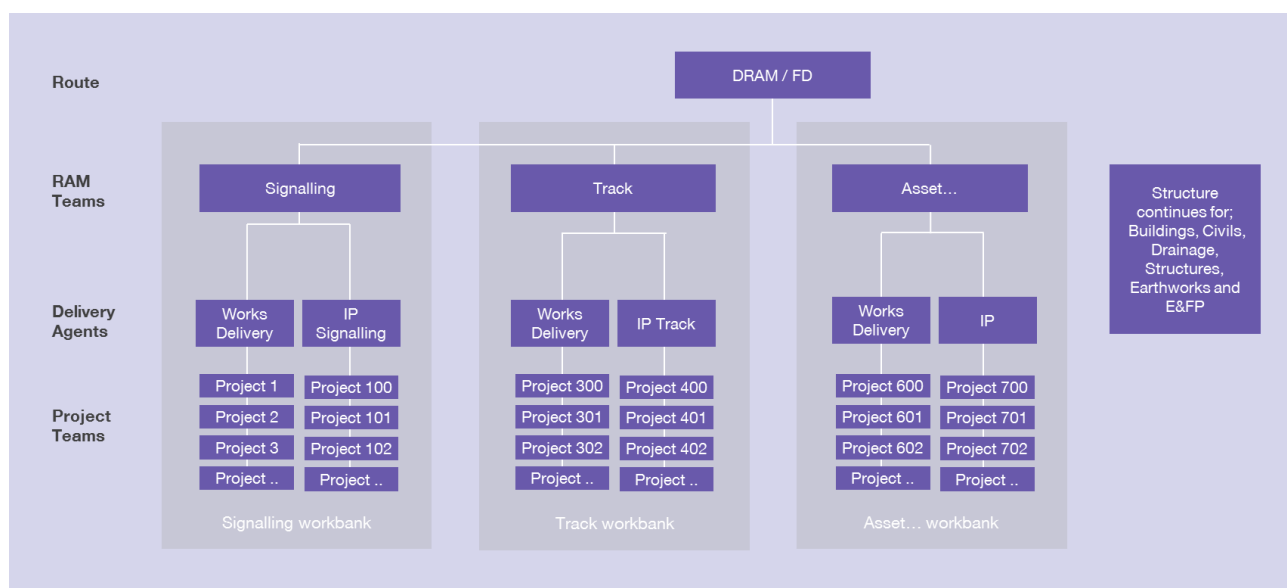 Route
DRAM / FD
RAM
Teams
Signalling
Track
Asset...
Structure
continues for;
Buildings, Civils,
Drainage,
Structures,
Earthworks and
E&FP
Delivery
Agents
Works
Delivery
IP
Signalling
Works
Delivery
IP Track
Works
Delivery
IP
Project
Teams
Project 1
Project 100
Project 300
Project 400
Project 600
Project 700
Project 2
Project 101
Project 301
Project 401
Project 601
Project 701
Project 3
Project 102
Project 302
Project 402
Project 602
Project 702
Project ..
Project ..
Project ..
Project ..
Project ..
Project ..
Signalling workbank
Track workbank
Asset... workbank